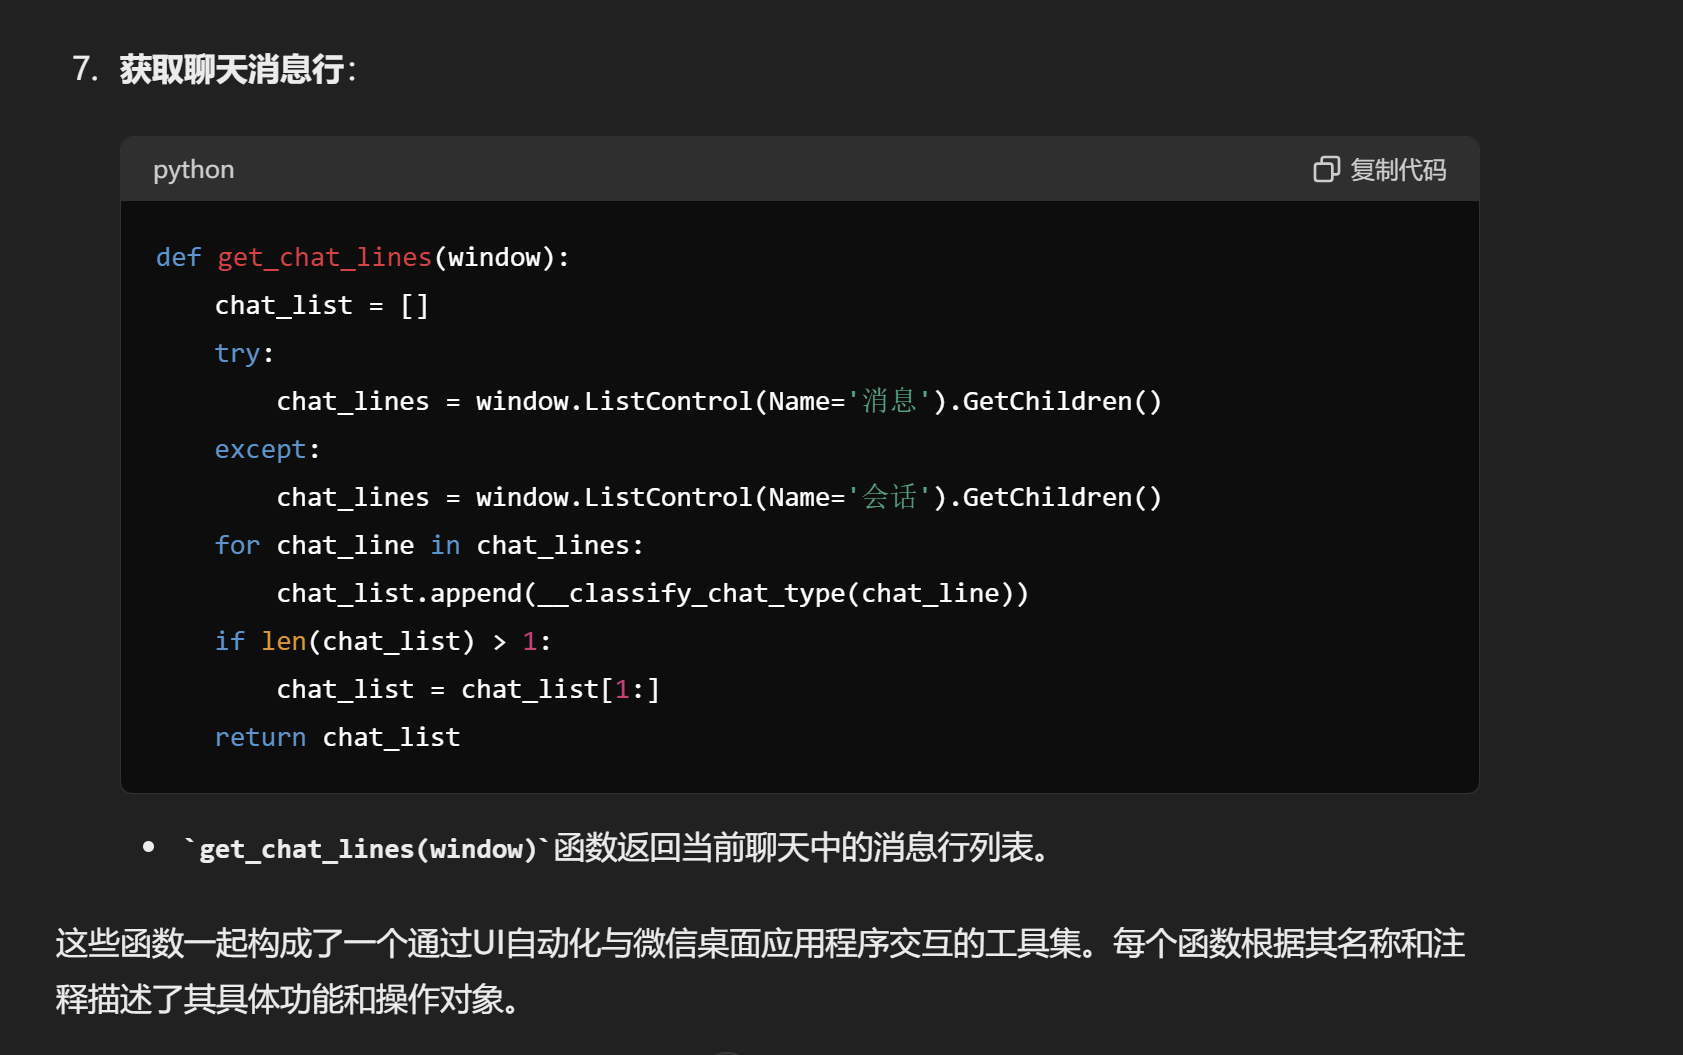 7. 获取聊天消息行：
python 复制代码
def get_chat_lines(window):
    chat_list = []
    try:
        chat_lines = window.ListControl(Name='消息').GetChildren()
    except:
        chat_lines = window.ListControl(Name='会话').GetChildren()
    for chat_line in chat_lines:
        chat_list.append(__classify_chat_type(chat_line))
    if len(chat_list) > 1:
        chat_list = chat_list[1:]
    return chat_list
• `get_chat_lines(window)`函数返回当前聊天中的消息行列表。
这些函数一起构成了一个通过UI自动化与微信桌面应用程序交互的工具集。每个函数根据其名称和注
释描述了其具体功能和操作对象。